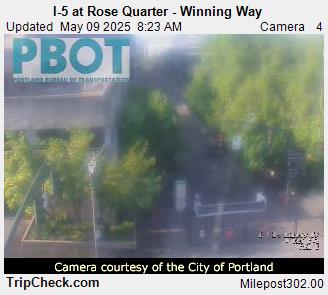 I-5 at Rose Quarter - Winning Way
Updated May 09 2025 8:23 AM Camera 4
PBOT
PORTLAND BUREAU OF TRANSPORTATION
Camera courtesy of the City of Portland
TripCheck.com Milepost302.00